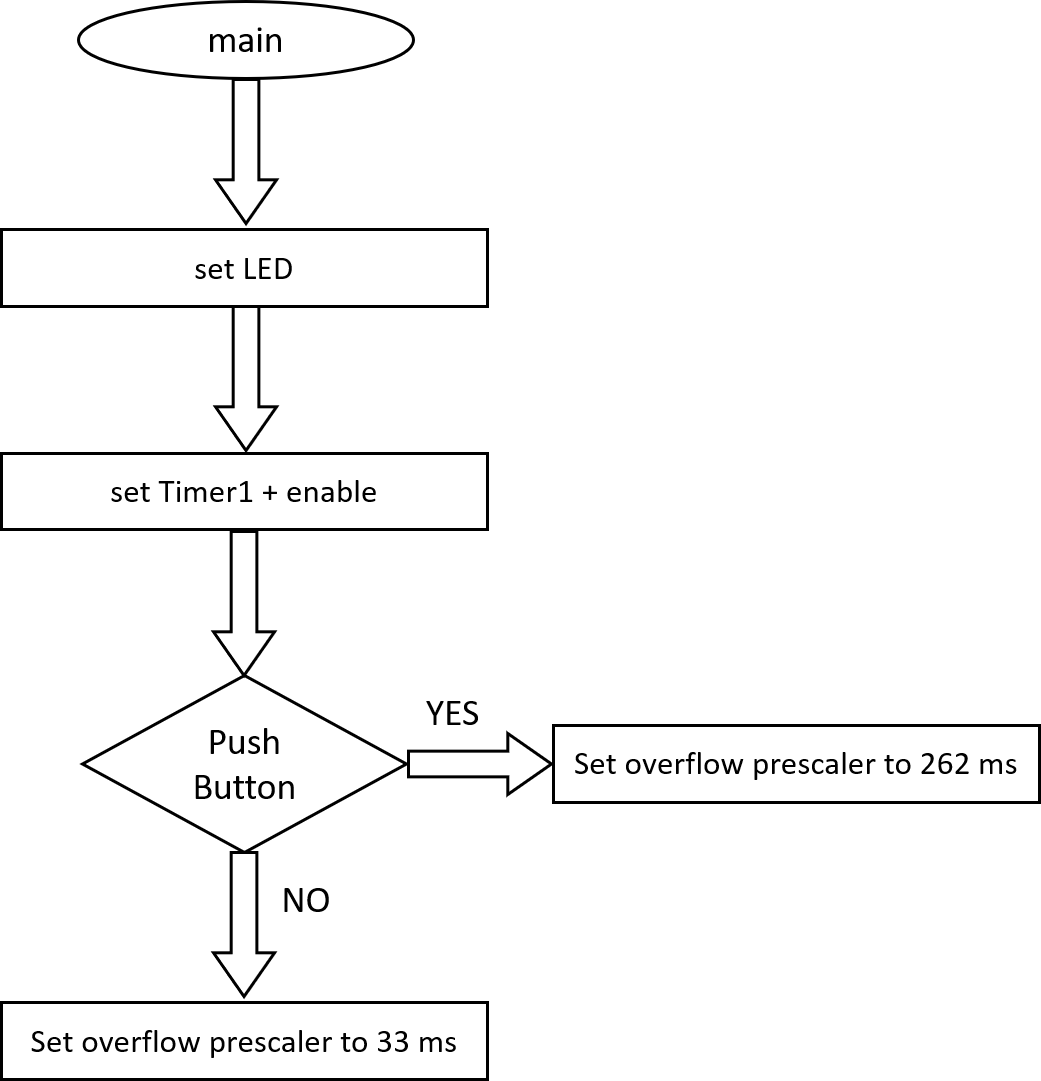 main
set LED
set Timer1 + enable
Push
Button
YES
Set overflow prescaler to 262 ms
NO
Set overflow prescaler to 33 ms